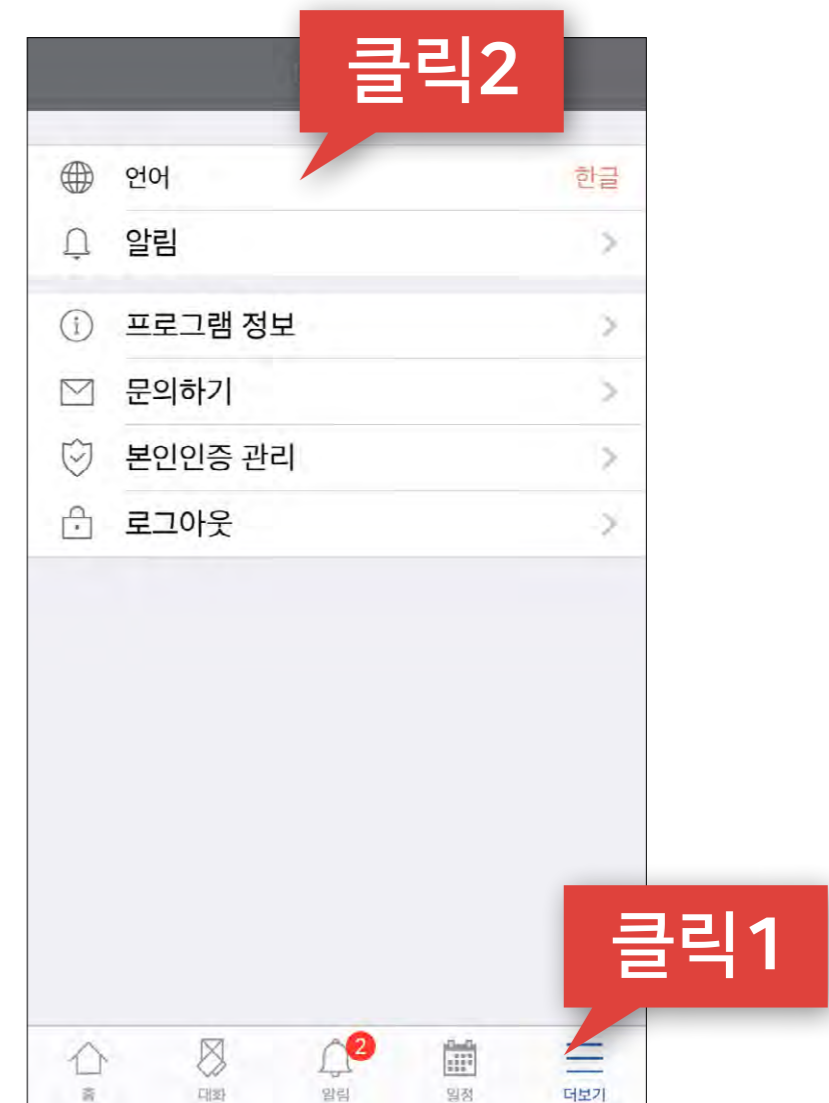 클릭2
언어 한글
알림
프로그램 정보
문의하기
본인인증 관리
로그아웃
클릭1
2
홈 대화 알림 일정 더보기